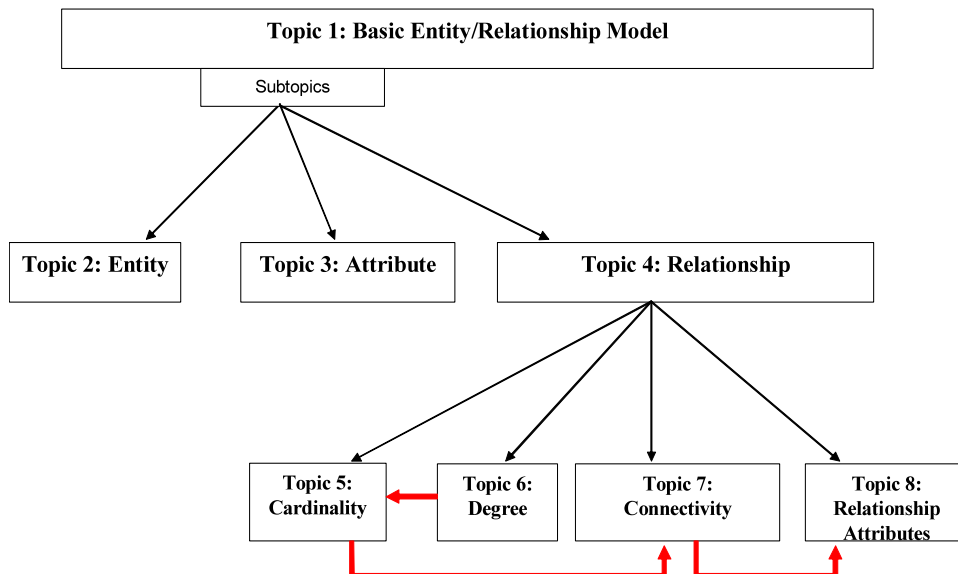 Topic 1: Basic Entity/Relationship Model
Subtopics
Topic 2: Entity
Topic 3: Attribute
Topic 4: Relationship
Topic 5:
Cardinality
Topic 6:
Degree
Topic 7:
Connectivity
Topic 8:
Relationship
Attributes